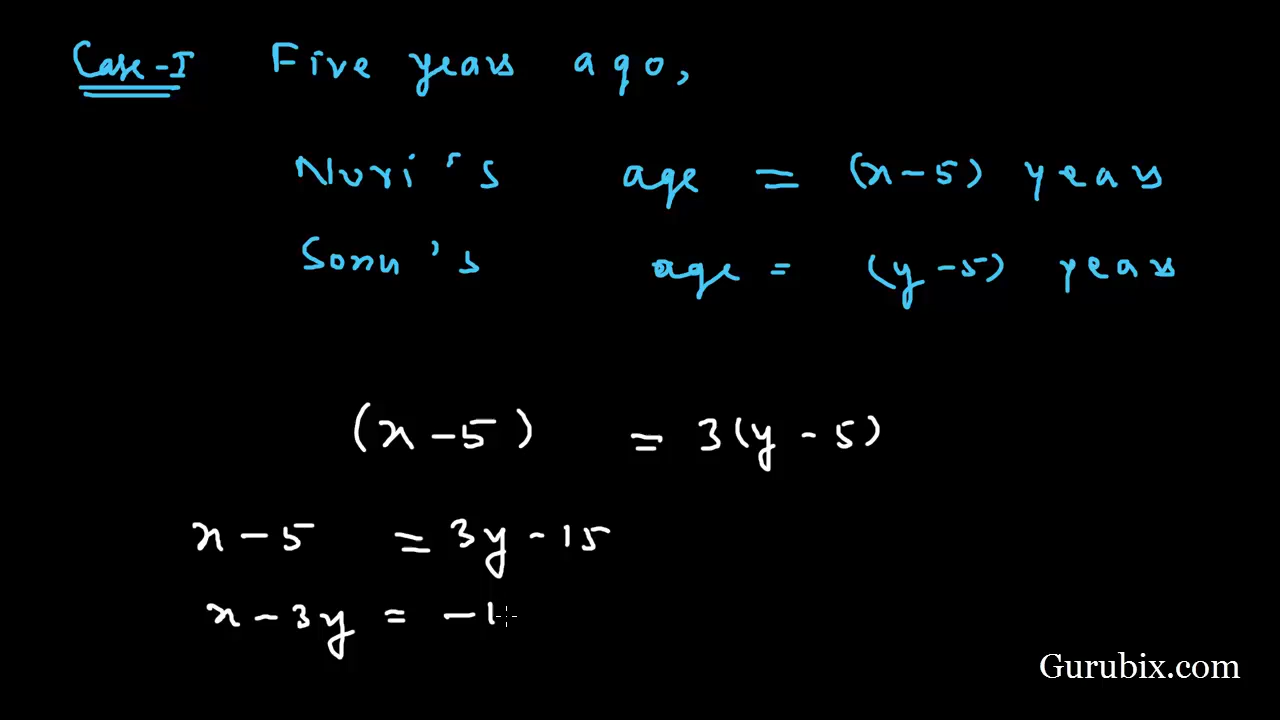 Case-I Five years ago,
Nuri's age = (x-5) years
Sonu's age = (y-5) years
(x-5) = 3(y-5)
x-5 = 3y-15
x-3y = -1
Gurubix.com